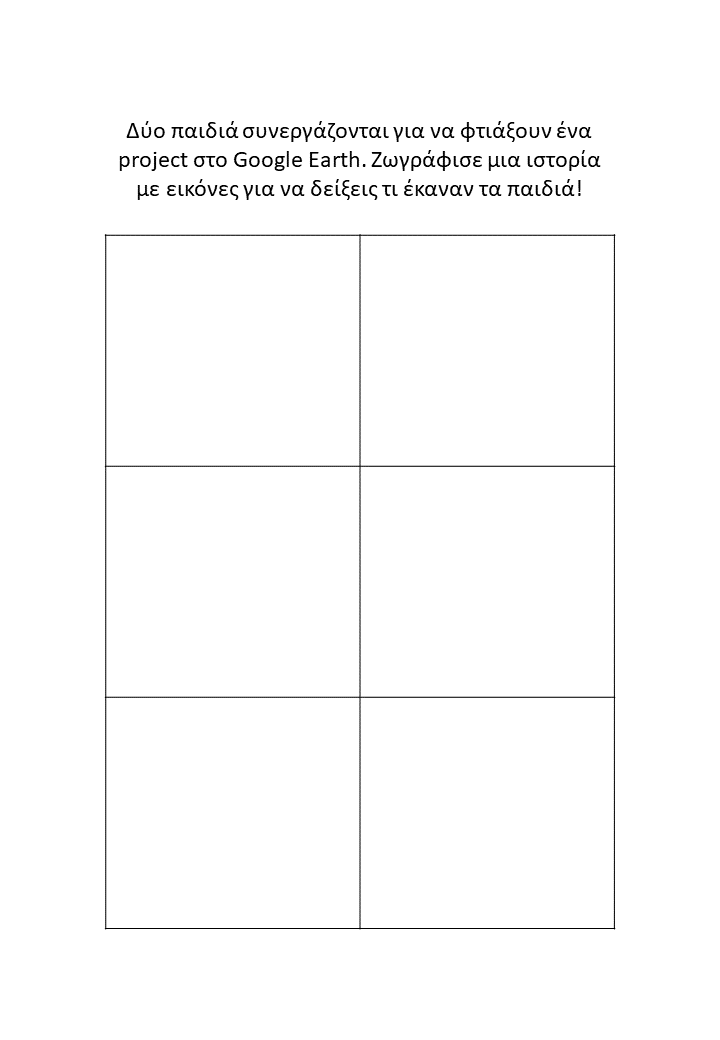 Δύο παιδιά συνεργάζονται για να φτιάξουν ένα
project στο Google Earth. Ζωγράφισε μια ιστορία
με εικόνες για να δείξεις τι έκαναν τα παιδιά!